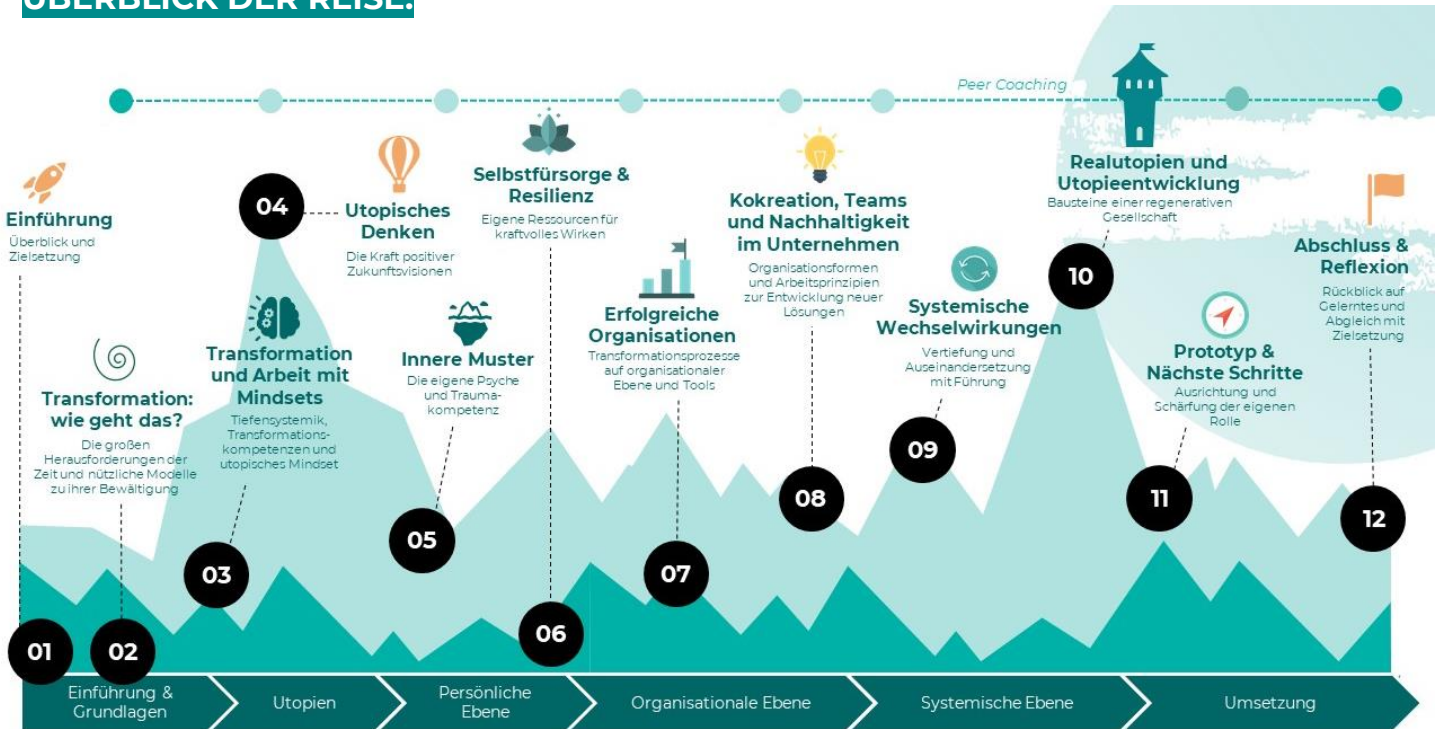 ÜBERBLICK DER REISE:
Peer Coaching
Einführung
Überblick und
Zielsetzung
Transformation:
wie geht das?
Die großen
Herausforderungen der
Zeit und nützliche Modelle
zu ihrer Bewältigung
Transformation
und Arbeit mit
Mindsets
Tiefensystemik,
Transformations-
kompetenzen und
utopisches Mindset
Utopisches
Denken
Die Kraft positiver
Zukunftsvisionen
Innere Muster
Die eigene Psyche
und Trauma-
kompetenz
Selbstfürsorge &
Resilienz
Eigene Ressourcen für
kraftvolles Wirken
Erfolgreiche
Organisationen
Transformationsprozesse
auf organisationaler
Ebene und Tools
Kokreation, Teams
und Nachhaltigkeit
im Unternehmen
Organisationsformen
und Arbeitsprinzipien
zur Entwicklung neuer
Lösungen
Systemische
Wechselwirkungen
Vertiefung und
Auseinandersetzung
mit Führung
Realutopien und
Utopieentwicklung
Bausteine einer regenerativen
Gesellschaft
Prototyp &
Nächste Schritte
Ausrichtung und
Schärfung der eigenen
Rolle
Abschluss &
Reflexion
Rückblick auf
Gelerntes und
Abgleich mit
Zielsetzung
01
02
03
04
05
06
07
08
09
10
11
12
Einführung &
Grundlagen
Utopien
Persönliche
Ebene
Organisationale Ebene
Systemische Ebene
Umsetzung